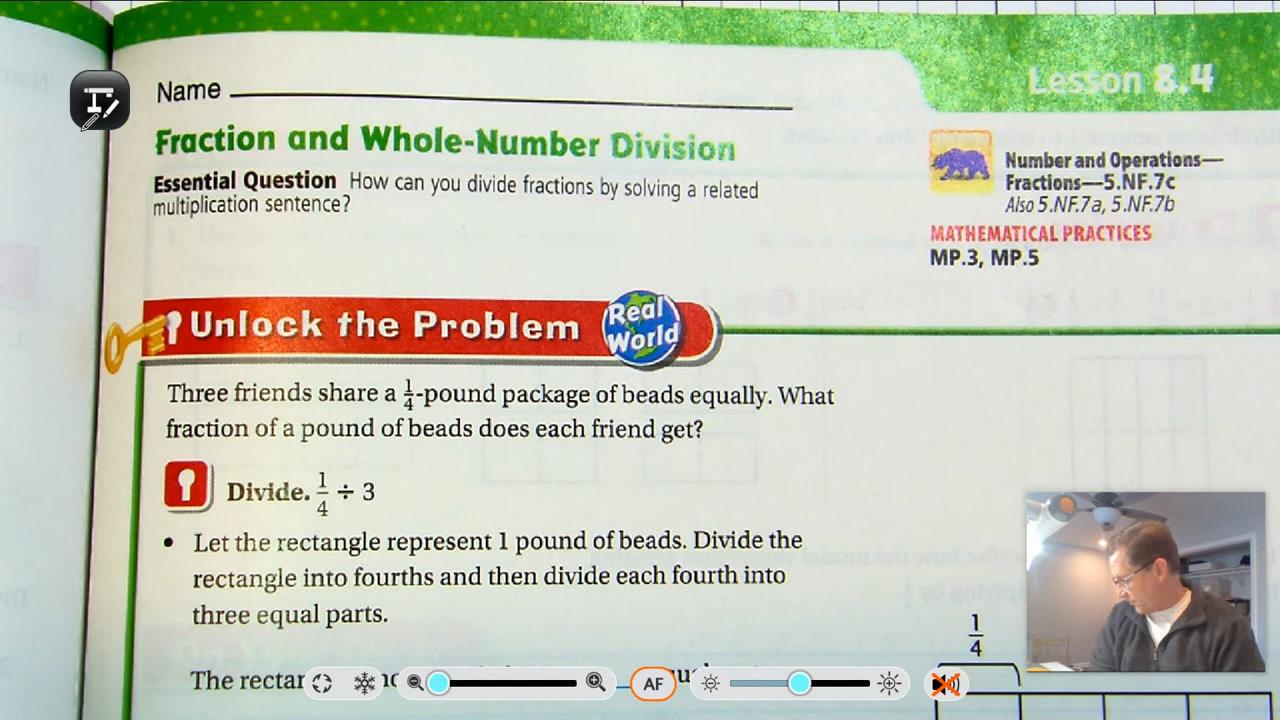 Lesson 8.4
Name
Fraction and Whole-Number Division
Essential Question How can you divide fractions by solving a related
multiplication sentence?
Number and Operations—
Fractions—5.NF.7c
Also 5.NF.7a, 5.NF.7b
MATHEMATICAL PRACTICES
MP.3, MP.5
Unlock the Problem
Real
World
Three friends share a 1/4-pound package of beads equally. What
fraction of a pound of beads does each friend get?
Divide. 1/4 ÷ 3
• Let the rectangle represent 1 pound of beads. Divide the
rectangle into fourths and then divide each fourth into
three equal parts.
1/4
The
AF